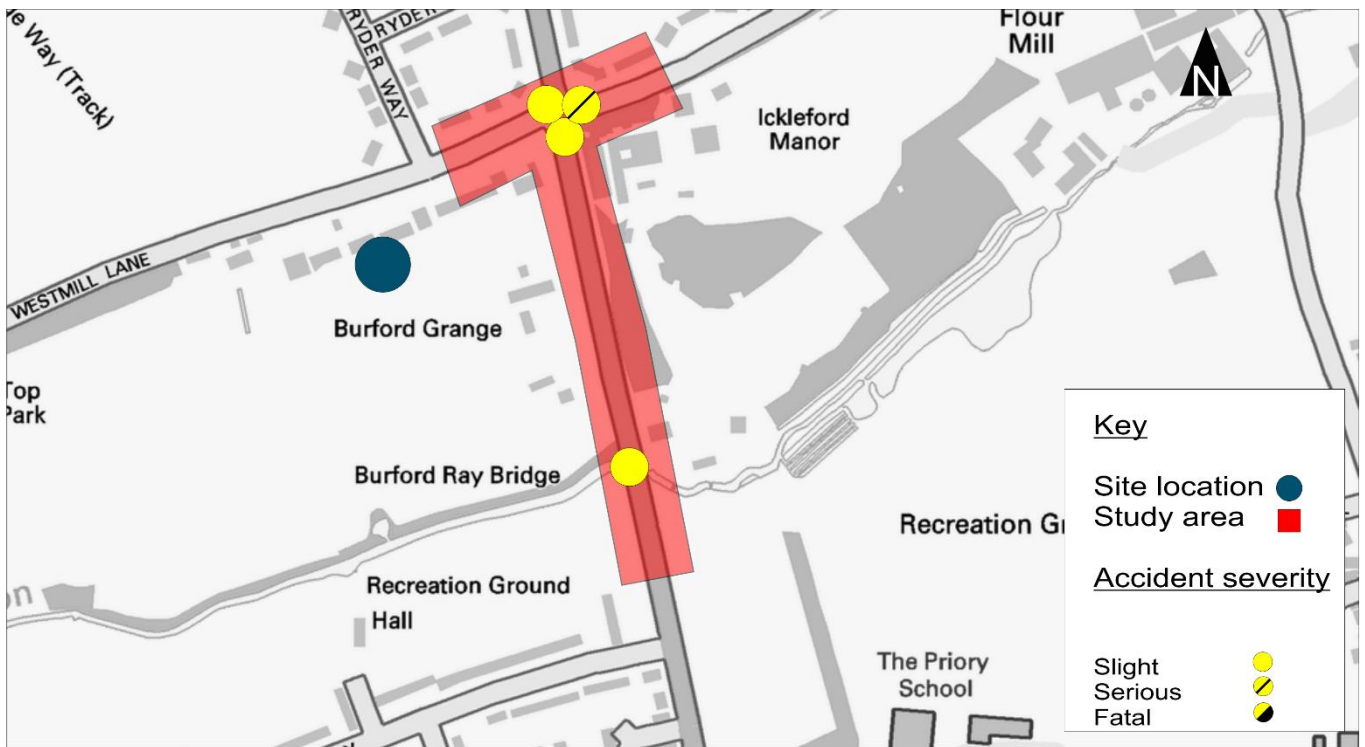 e Way (Track)
RYDER
RYDER WAY
Flour
Mill
N
Ickleford
Manor
WESTMILL LANE
Burford Grange
Top
Park
Burford Ray Bridge
Recreation Gr
Recreation Ground
Hall
The Priory
School
on
Key
Site location
Study area
Accident severity
Slight
Serious
Fatal